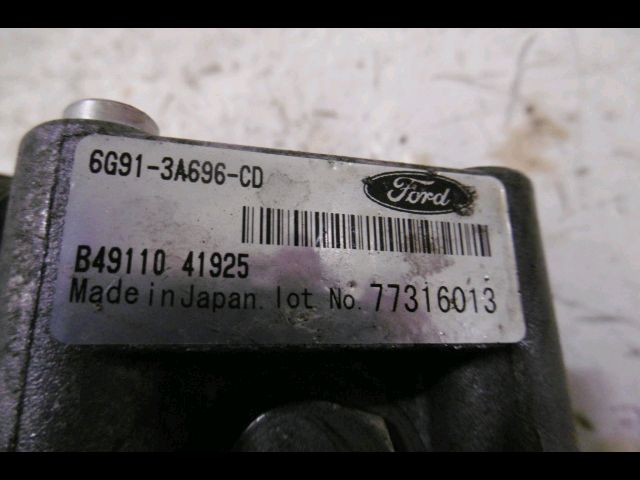 6G91-3A696-CD
Ford
B49110 41925
Made in Japan. lot No. 77316013